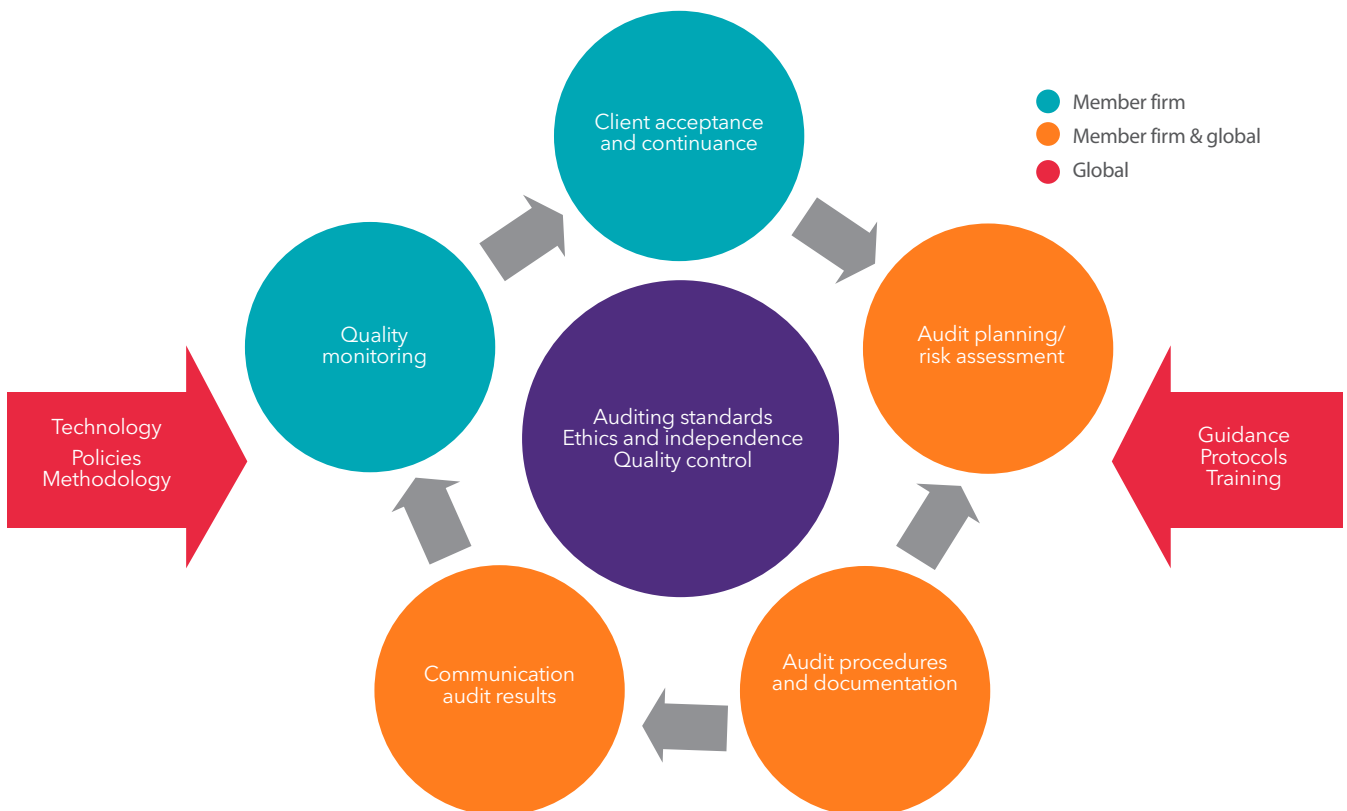 Client acceptance
and continuance
Member firm
Member firm & global
Global
Quality
monitoring
Audit planning/
risk assessment
Auditing standards
Ethics and independence
Quality control
Technology
Policies
Methodology
Guidance
Protocols
Training
Communication
audit results
Audit procedures
and documentation